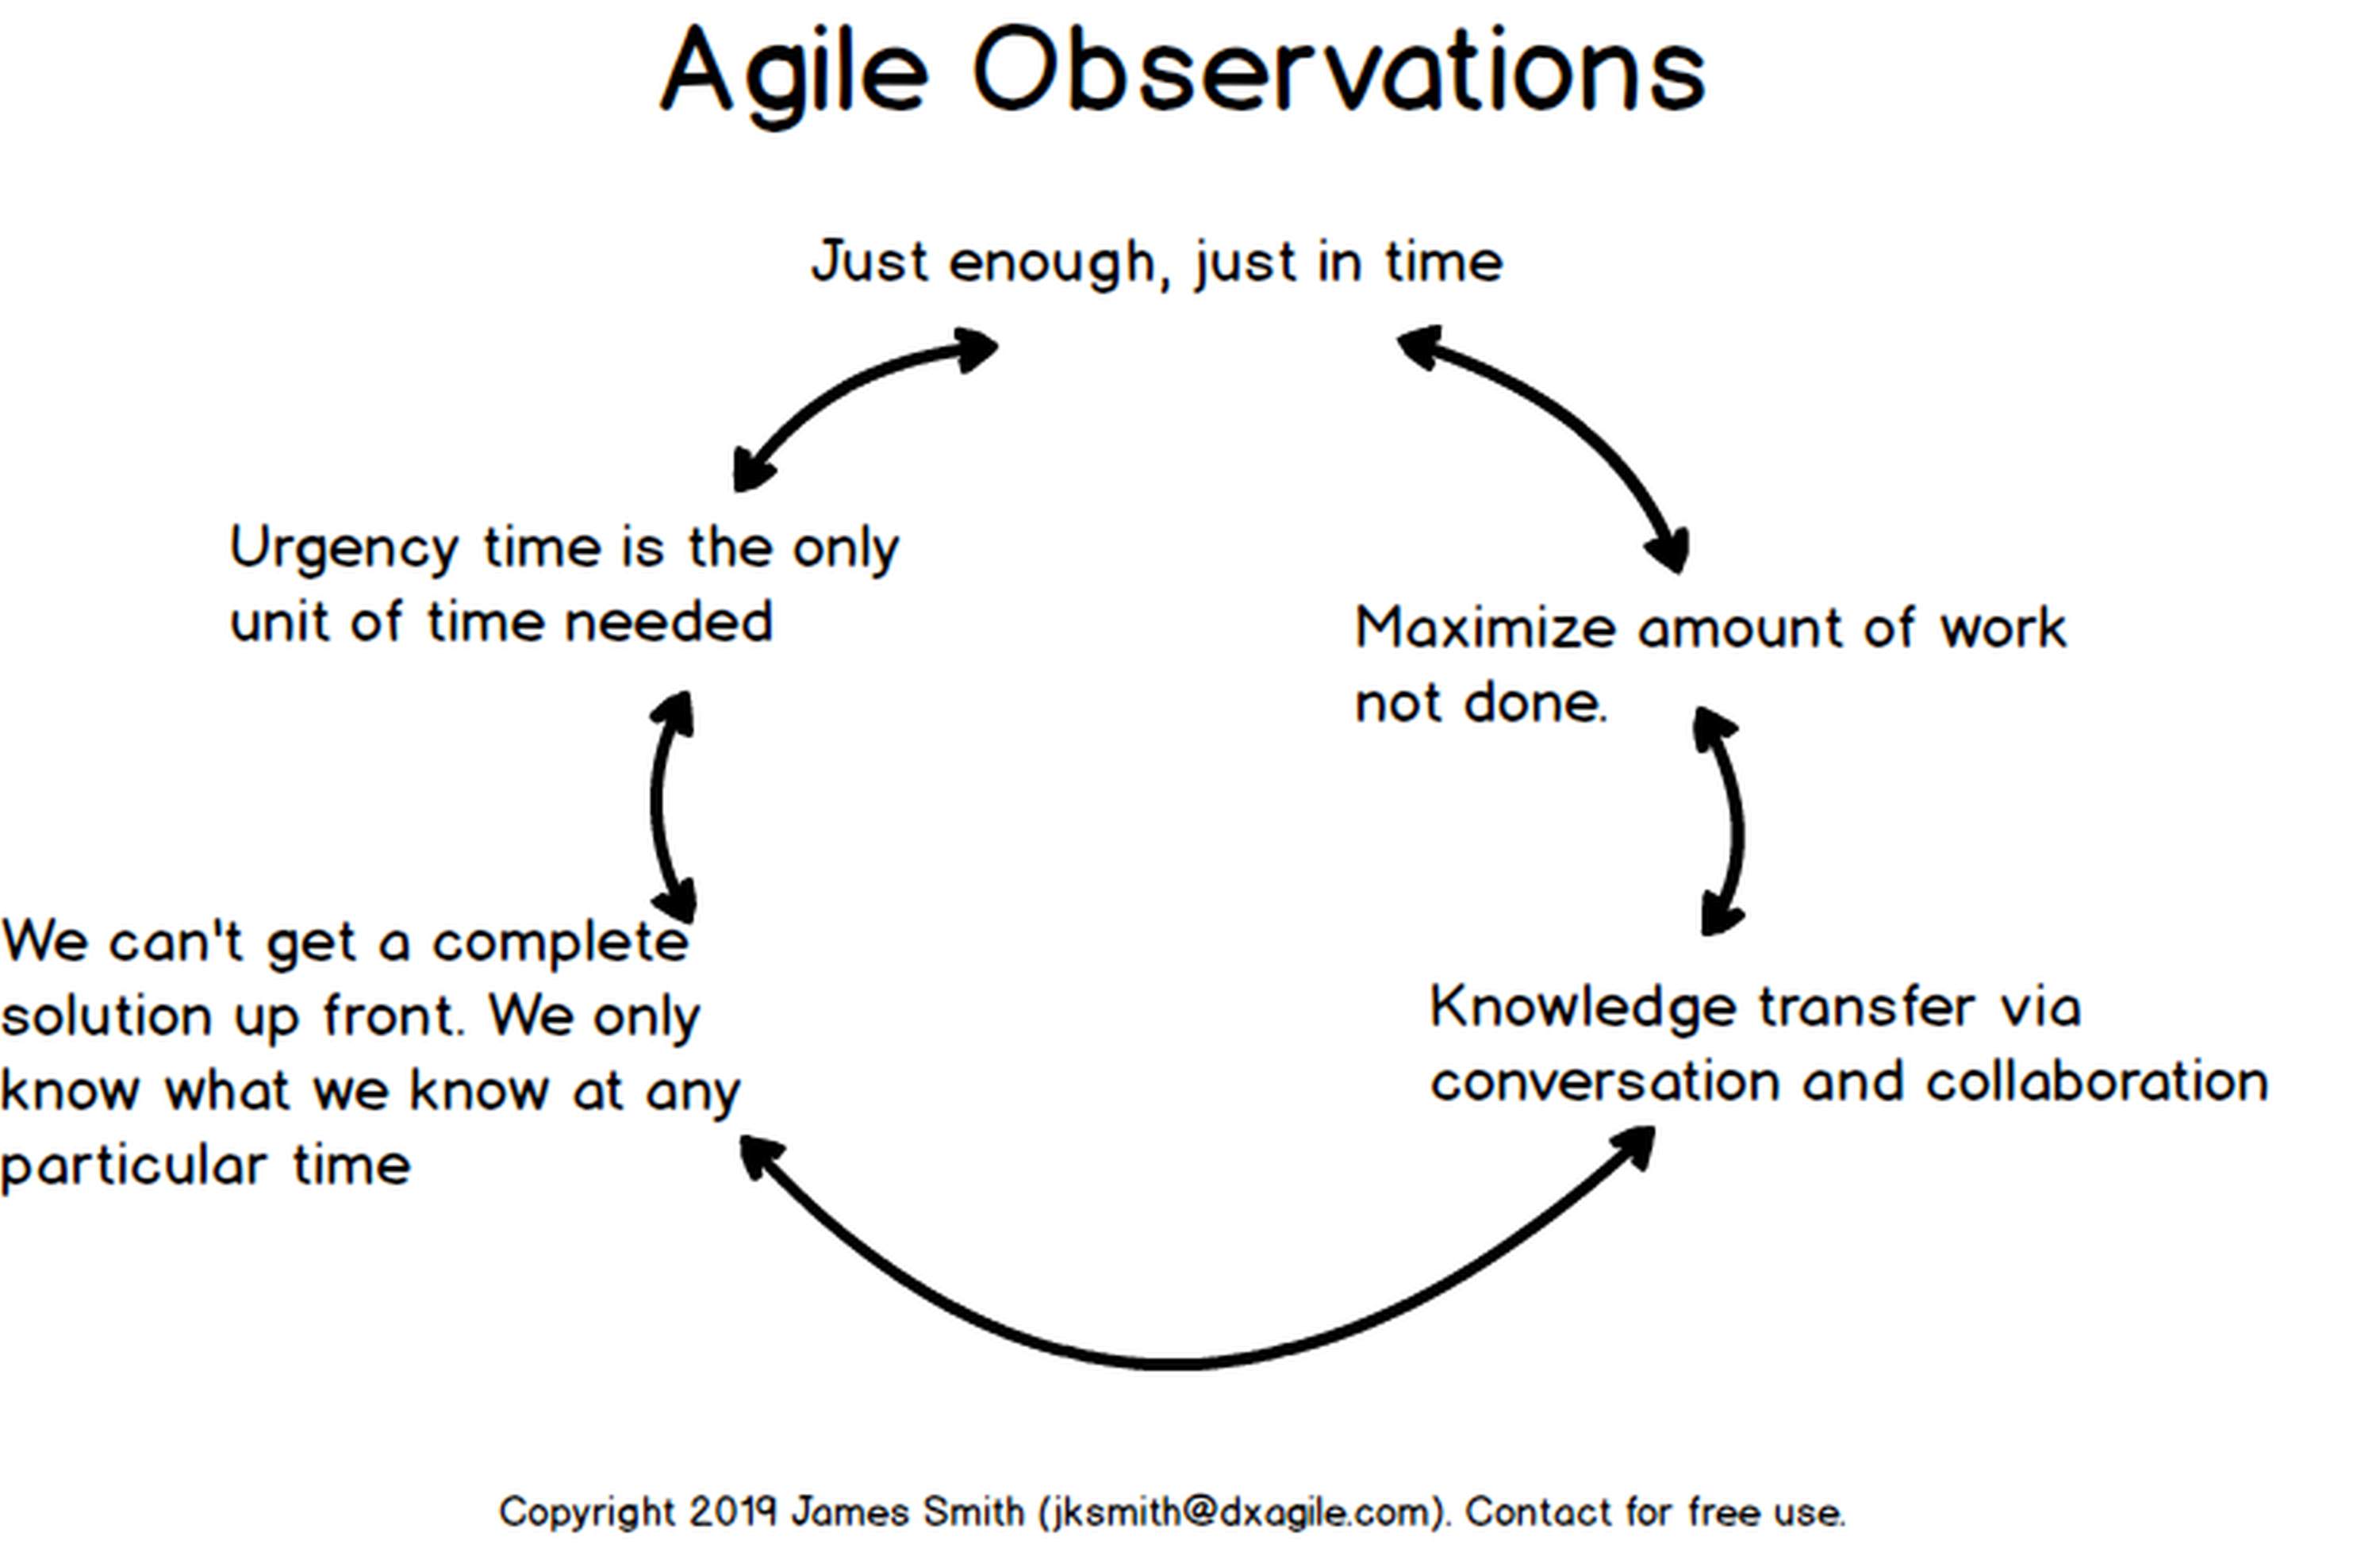 Agile Observations
Just enough, just in time
Urgency time is the only
unit of time needed
Maximize amount of work
not done.
We can't get a complete
solution up front. We only
know what we know at any
particular time
Knowledge transfer via
conversation and collaboration
Copyright 2019 James Smith (jksmith@dxagile.com). Contact for free use.